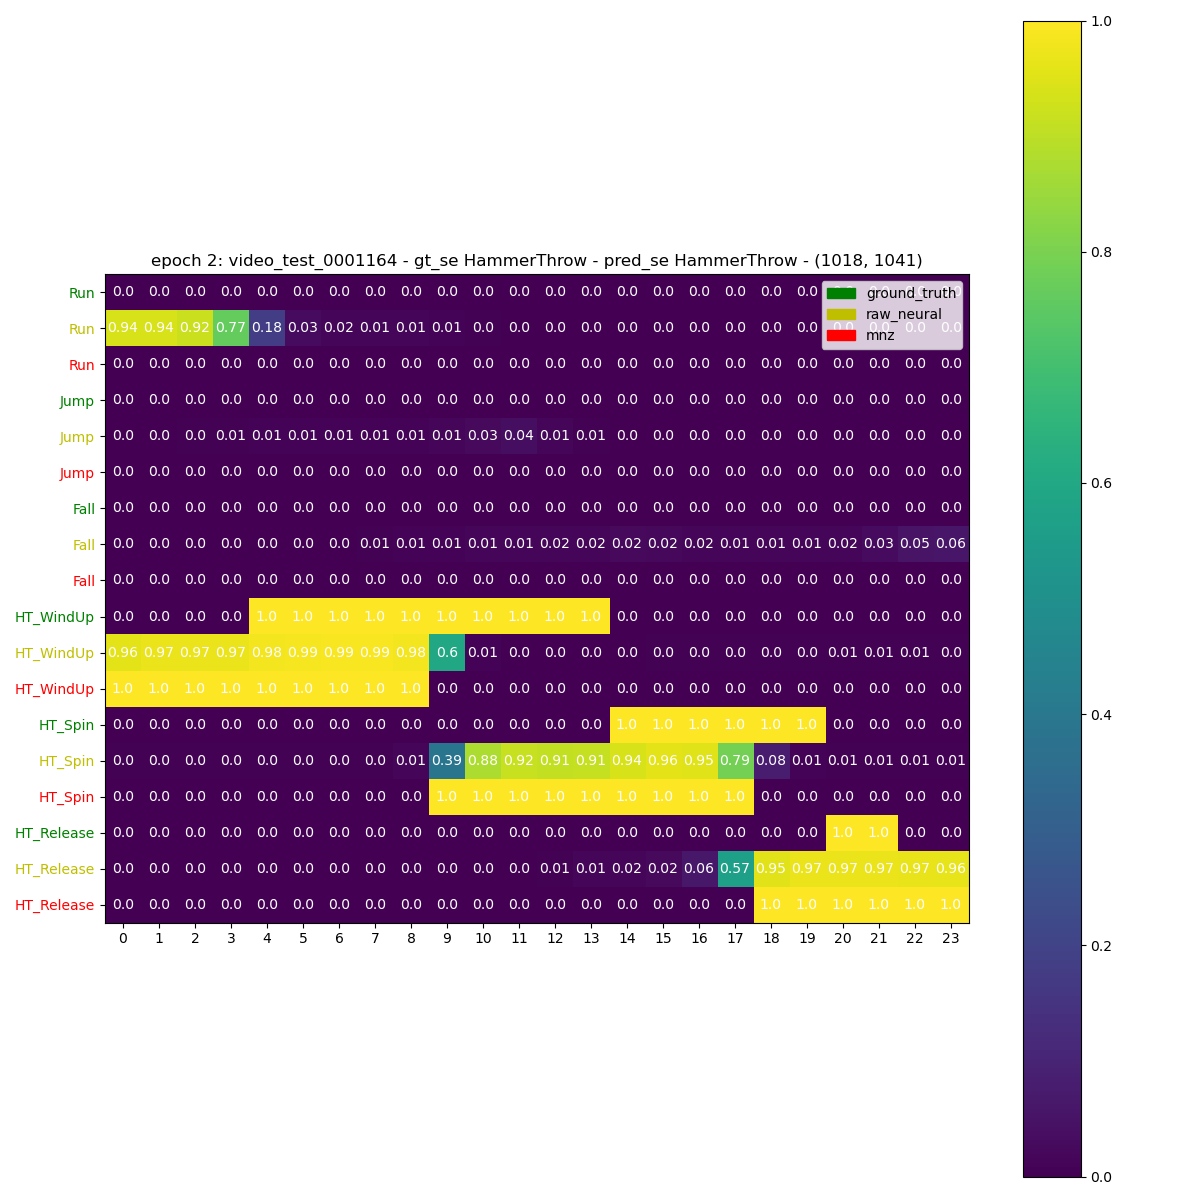 epoch 2: video_test_0001164 - gt_se HammerThrow - pred_se HammerThrow - (1018, 1041)
Run 0.0 0.0 0.0 0.0 0.0 0.0 0.0 0.0 0.0 0.0 0.0 0.0 0.0 0.0 0.0 0.0 0.0 0.0 0.0 0.0 0.0
Run 0.94 0.94 0.92 0.77 0.18 0.03 0.02 0.01 0.01 0.01 0.0 0.0 0.0 0.0 0.0 0.0 0.0 0.0 0.0 0.0 0.0 0.0 0.0 0.0
Run 0.0 0.0 0.0 0.0 0.0 0.0 0.0 0.0 0.0 0.0 0.0 0.0 0.0 0.0 0.0 0.0 0.0 0.0 0.0 0.0 0.0 0.0 0.0 0.0
Jump 0.0 0.0 0.0 0.0 0.0 0.0 0.0 0.0 0.0 0.0 0.0 0.0 0.0 0.0 0.0 0.0 0.0 0.0 0.0 0.0 0.0 0.0 0.0 0.0
Jump 0.0 0.0 0.0 0.01 0.01 0.01 0.01 0.01 0.01 0.01 0.03 0.04 0.01 0.01 0.0 0.0 0.0 0.0 0.0 0.0 0.0 0.0 0.0 0.0
Jump 0.0 0.0 0.0 0.0 0.0 0.0 0.0 0.0 0.0 0.0 0.0 0.0 0.0 0.0 0.0 0.0 0.0 0.0 0.0 0.0 0.0 0.0 0.0 0.0
Fall 0.0 0.0 0.0 0.0 0.0 0.0 0.0 0.0 0.0 0.0 0.0 0.0 0.0 0.0 0.0 0.0 0.0 0.0 0.0 0.0 0.0 0.0 0.0 0.0
Fall 0.0 0.0 0.0 0.0 0.0 0.0 0.0 0.01 0.01 0.01 0.01 0.01 0.02 0.02 0.02 0.02 0.02 0.01 0.01 0.01 0.02 0.03 0.05 0.06
Fall 0.0 0.0 0.0 0.0 0.0 0.0 0.0 0.0 0.0 0.0 0.0 0.0 0.0 0.0 0.0 0.0 0.0 0.0 0.0 0.0 0.0 0.0 0.0 0.0
HT_WindUp 0.0 0.0 0.0 0.0 1.0 1.0 1.0 1.0 1.0 1.0 1.0 1.0 1.0 1.0 0.0 0.0 0.0 0.0 0.0 0.0 0.0 0.0 0.0 0.0
HT_WindUp 0.96 0.97 0.97 0.97 0.98 0.99 0.99 0.99 0.98 0.6 0.01 0.0 0.0 0.0 0.0 0.0 0.0 0.0 0.0 0.0 0.01 0.01 0.01 0.0
HT_WindUp 1.0 1.0 1.0 1.0 1.0 1.0 1.0 1.0 1.0 0.0 0.0 0.0 0.0 0.0 0.0 0.0 0.0 0.0 0.0 0.0 0.0 0.0 0.0 0.0
HT_Spin 0.0 0.0 0.0 0.0 0.0 0.0 0.0 0.0 0.0 0.0 0.0 0.0 0.0 0.0 1.0 1.0 1.0 1.0 1.0 1.0 0.0 0.0 0.0 0.0
HT_Spin 0.0 0.0 0.0 0.0 0.0 0.0 0.0 0.0 0.01 0.39 0.88 0.92 0.91 0.91 0.94 0.96 0.95 0.79 0.08 0.01 0.01 0.01 0.01 0.01
HT_Spin 0.0 0.0 0.0 0.0 0.0 0.0 0.0 0.0 0.0 1.0 1.0 1.0 1.0 1.0 1.0 1.0 1.0 1.0 0.0 0.0 0.0 0.0 0.0 0.0
HT_Release 0.0 0.0 0.0 0.0 0.0 0.0 0.0 0.0 0.0 0.0 0.0 0.0 0.0 0.0 0.0 0.0 0.0 0.0 0.0 0.0 1.0 1.0 0.0 0.0
HT_Release 0.0 0.0 0.0 0.0 0.0 0.0 0.0 0.0 0.0 0.0 0.0 0.0 0.01 0.01 0.02 0.02 0.06 0.57 0.95 0.97 0.97 0.97 0.97 0.96
HT_Release 0.0 0.0 0.0 0.0 0.0 0.0 0.0 0.0 0.0 0.0 0.0 0.0 0.0 0.0 0.0 0.0 0.0 0.0 1.0 1.0 1.0 1.0 1.0 1.0
0 1 2 3 4 5 6 7 8 9 10 11 12 13 14 15 16 17 18 19 20 21 22 23
ground_truth
raw_neural
mnz
1.0
0.8
0.6
0.4
0.2
0.0